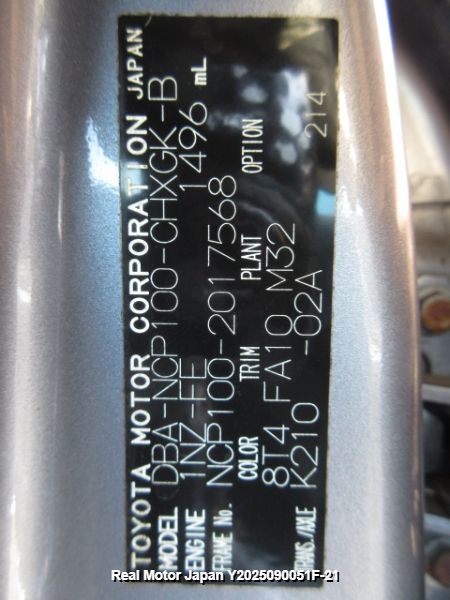 TOYOTA MOTOR CORPORATION JAPAN
MODEL DBA-NCP100-CHXGK-B
ENGINE 1NZ-FE 1496 mL
FRAME No. NCP100-2017568
COLOR TRIM PLANT OPTION
8T4 FA10 M32 214
TRANS./AXLE K210 -02A
Real Motor Japan Y2025090051F-21